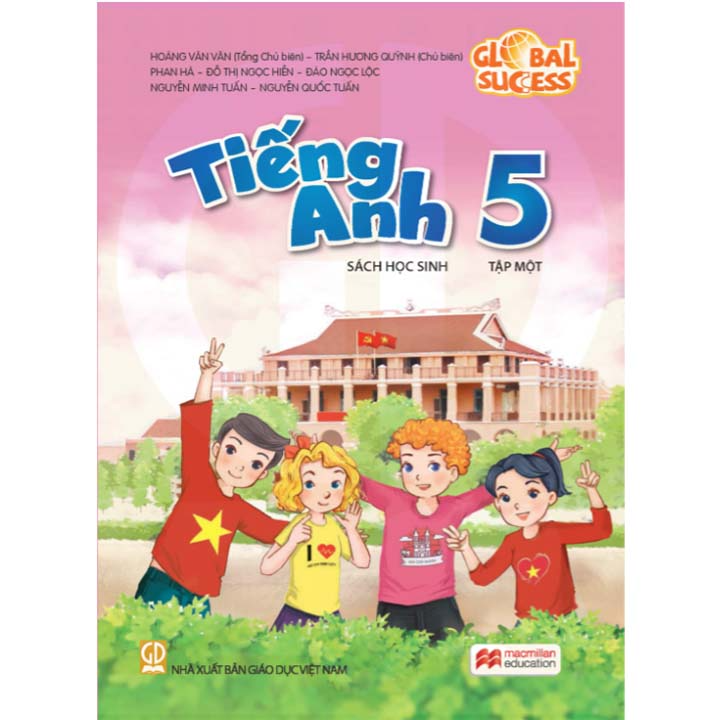 HOÀNG VĂN VÂN (Tổng Chủ biên) – TRẦN HƯƠNG QUỲNH (Chủ biên)
PHAN HÀ – ĐỖ THỊ NGỌC HIỀN – ĐÀO NGỌC LỘC
NGUYỄN MINH TUẤN – NGUYỄN QUỐC TUẤN
GLOBAL
SUCCESS
Tiếng
Anh 5
SÁCH HỌC SINH TẬP MỘT
I
GD
NHÀ XUẤT BẢN GIÁO DỤC VIỆT NAM
macmillan
education